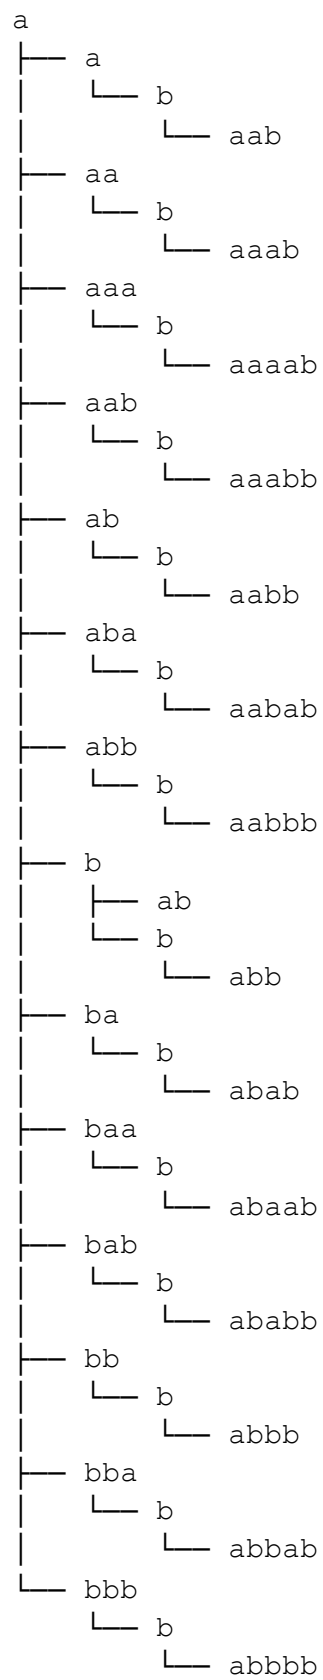 a
├── a
│   └── b
│       └── aab
├── aa
│   └── b
│       └── aaab
├── aaa
│   └── b
│       └── aaaab
├── aab
│   └── b
│       └── aaabb
├── ab
│   └── b
│       └── aabb
├── aba
│   └── b
│       └── aabab
├── abb
│   └── b
│       └── aabbb
├── b
│   ├── ab
│   └── b
│       └── abb
├── ba
│   └── b
│       └── abab
├── baa
│   └── b
│       └── abaab
├── bab
│   └── b
│       └── ababb
├── bb
│   └── b
│       └── abbb
├── bba
│   └── b
│       └── abbab
└── bbb
    └── b
        └── abbbb